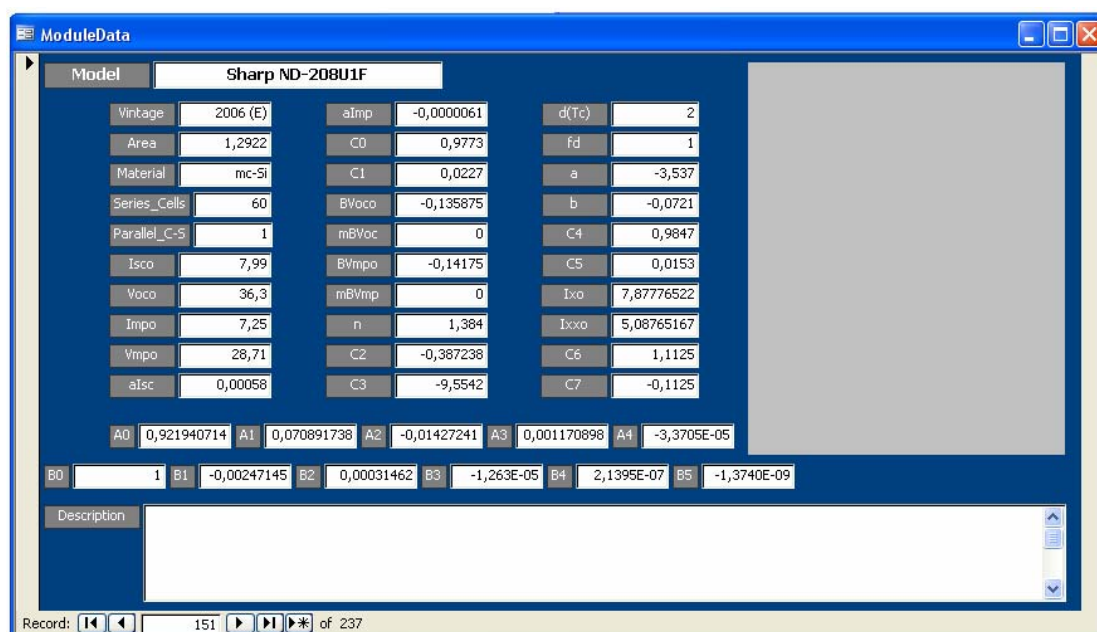 ModuleData
Model Sharp ND-208U1F
Vintage 2006 (E) aImp -0,0000061 d(Tc) 2
Area 1,2922 C0 0,9773 fd 1
Material mc-Si C1 0,0227 a -3,537
Series_Cells 60 BVoco -0,135875 b -0,0721
Parallel_C-S 1 mBVoc 0 C4 0,9847
Isco 7,99 BVmpo -0,14175 C5 0,0153
Voco 36,3 mBVmp 0 Ixo 7,87776522
Impo 7,25 n 1,384 Ixxo 5,08765167
Vmpo 28,71 C2 -0,387238 C6 1,1125
aIsc 0,00058 C3 -9,5542 C7 -0,1125
A0 0,921940714 A1 0,070891738 A2 -0,01427241 A3 0,001170898 A4 -3,3705E-05
B0 1 B1 -0,00247145 B2 0,00031462 B3 -1,263E-05 B4 2,1395E-07 B5 -1,3740E-09
Description
Record: 151 of 237